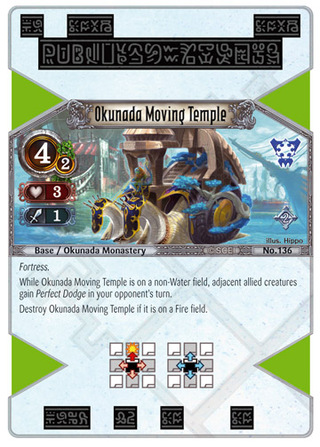 Okunada Moving Temple
4
2
3
1
illus. Hippo
Base / Okunada Monastery
© SGB
No.136
Fortress.
While Okunada Moving Temple is on a non-Water field, adjacent allied creatures
gain Perfect Dodge in your opponent's turn.
Destroy Okunada Moving Temple if it is on a Fire field.